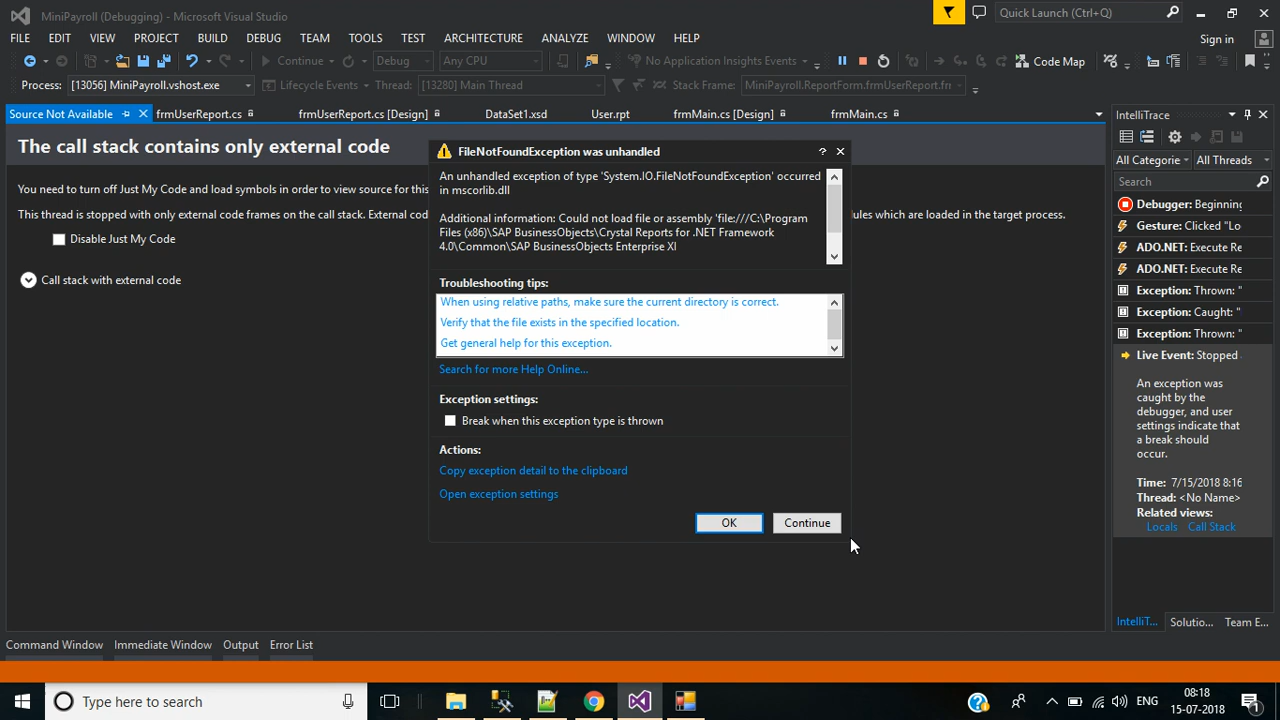 MiniPayroll (Debugging) - Microsoft Visual Studio
Quick Launch (Ctrl+Q)
FILE EDIT VIEW PROJECT BUILD DEBUG TEAM TOOLS TEST ARCHITECTURE ANALYZE WINDOW HELP
Sign in
Continue Debug Any CPU No Application Insights Events Code Map
Process: [13056] MiniPayroll.vshost.exe Lifecycle Events Thread: [13280] Main Thread Stack Frame: MiniPayroll.ReportForm.frmUserReport.frr
Source Not Available frmUserReport.cs frmUserReport.cs [Design] DataSet1.xsd User.rpt frmMain.cs [Design] frmMain.cs
The call stack contains only external code
You need to turn off Just My Code and load symbols in order to view source for this
This thread is stopped with only external code frames on the call stack. External cod
ules which are loaded in the target process.
Disable Just My Code
Call stack with external code
FileNotFoundException was unhandled
?
An unhandled exception of type 'System.IO.FileNotFoundException' occurred
in mscorlib.dll
Additional information: Could not load file or assembly 'file:///C:\Program
Files (x86)\SAP BusinessObjects\Crystal Reports for .NET Framework
4.0\Common\SAP BusinessObjects Enterprise XI
Troubleshooting tips:
When using relative paths, make sure the current directory is correct.
Verify that the file exists in the specified location.
Get general help for this exception.
Search for more Help Online...
Exception settings:
Break when this exception type is thrown
Actions:
Copy exception detail to the clipboard
Open exception settings
OK Continue
IntelliTrace
All Categorie All Threads
Search
Debugger: Beginning
Gesture: Clicked "Lo
ADO.NET: Execute Re
ADO.NET: Execute Re
Exception: Thrown: "
Exception: Caught: "
Exception: Thrown: "
Live Event: Stopped
An exception was
caught by the
debugger, and user
settings indicate that
a break should
occur.
Time: 7/15/2018 8:16
Thread: <No Name>
Related views:
Locals Call Stack
IntelliT... Solutio... Team E...
Command Window Immediate Window Output Error List
Type here to search
ENG
08:18
15-07-2018
1